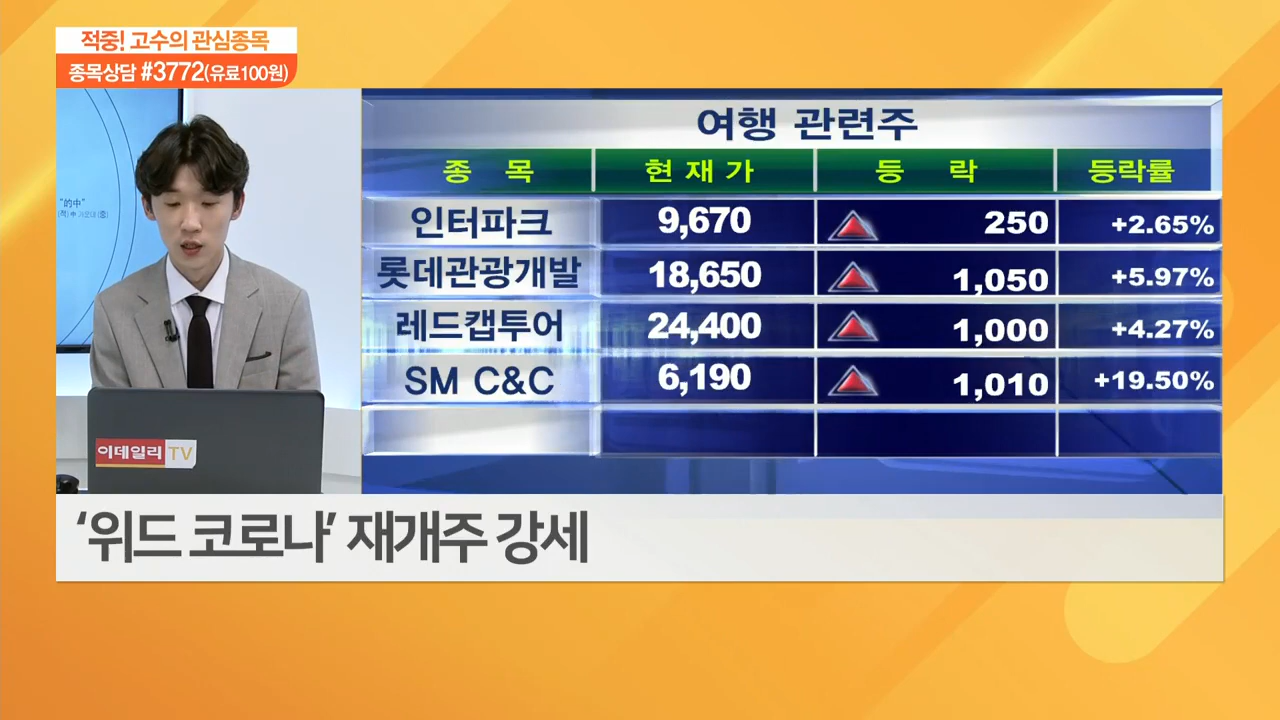 적중! 고수의 관심종목
종목상담 #3772(유료100원)
"的中"
여행 관련주
종 목 현 재 가 등 락 등락률
인터파크 9,670 ▲ 250 +2.65%
롯데관광개발 18,650 ▲ 1,050 +5.97%
레드캡투어 24,400 ▲ 1,000 +4.27%
SM C&C 6,190 ▲ 1,010 +19.50%
이데일리 TV
‘위드 코로나’ 재개주 강세